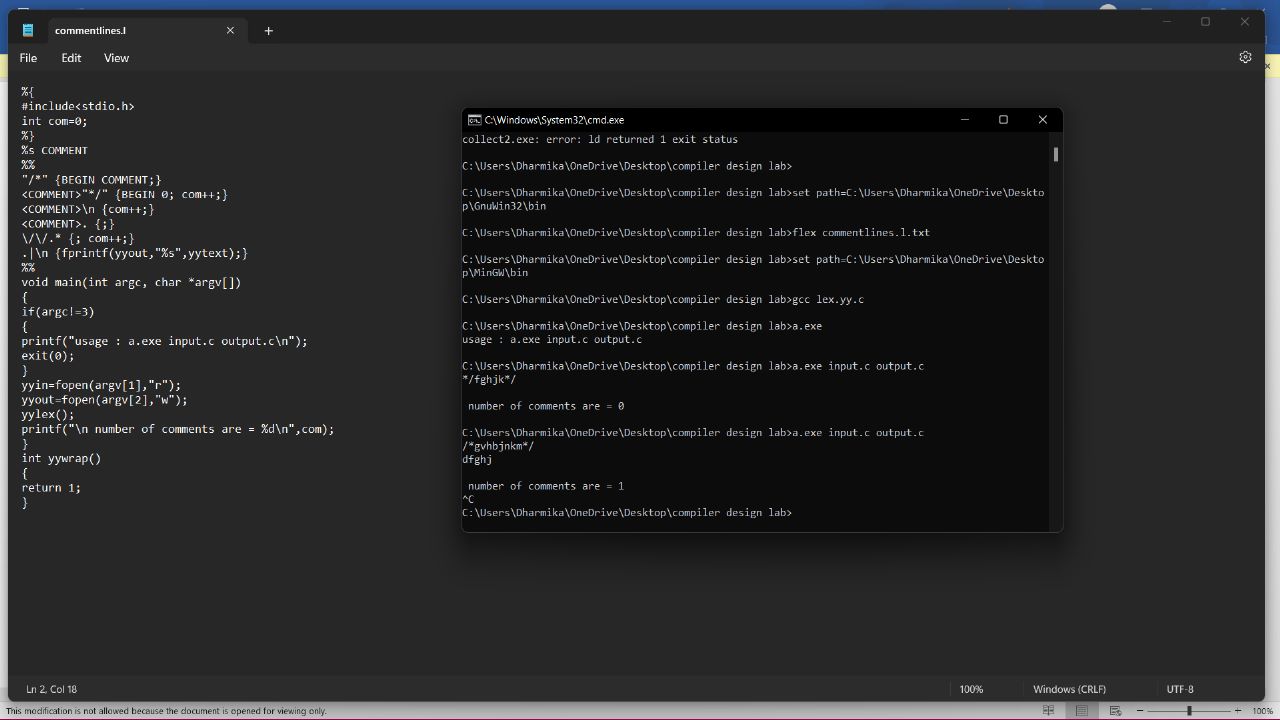 commentlines.l
File Edit View
%{
#include<stdio.h>
int com=0;
%}
%s COMMENT
%%
"/*" {BEGIN COMMENT;}
<COMMENT>"*/" {BEGIN 0; com++;}
<COMMENT>\n {com++;}
<COMMENT>. {;}
\/\/.* {; com++;}
.|\n {fprintf(yyout,"%s",yytext);}
%%
void main(int argc, char *argv[])
{
if(argc!=3)
{
printf("usage : a.exe input.c output.c\n");
exit(0);
}
yyin=fopen(argv[1],"r");
yyout=fopen(argv[2],"w");
yylex();
printf("\n number of comments are = %d\n",com);
}
int yywrap()
{
return 1;
}
C:\Windows\System32\cmd.exe
collect2.exe: error: ld returned 1 exit status
C:\Users\Dharmika\OneDrive\Desktop\compiler design lab>
C:\Users\Dharmika\OneDrive\Desktop\compiler design lab>set path=C:\Users\Dharmika\OneDrive\Deskto
p\GnuWin32\bin
C:\Users\Dharmika\OneDrive\Desktop\compiler design lab>flex commentlines.l.txt
C:\Users\Dharmika\OneDrive\Desktop\compiler design lab>set path=C:\Users\Dharmika\OneDrive\Deskto
p\MinGW\bin
C:\Users\Dharmika\OneDrive\Desktop\compiler design lab>gcc lex.yy.c
C:\Users\Dharmika\OneDrive\Desktop\compiler design lab>a.exe
usage : a.exe input.c output.c
C:\Users\Dharmika\OneDrive\Desktop\compiler design lab>a.exe input.c output.c
*/fghjk*/
number of comments are = 0
C:\Users\Dharmika\OneDrive\Desktop\compiler design lab>a.exe input.c output.c
/*gvhbjnkm*/
dfghj
number of comments are = 1
^C
C:\Users\Dharmika\OneDrive\Desktop\compiler design lab>
Ln 2, Col 18 100% Windows (CRLF) UTF-8
This modification is not allowed because the document is opened for viewing only. 100%